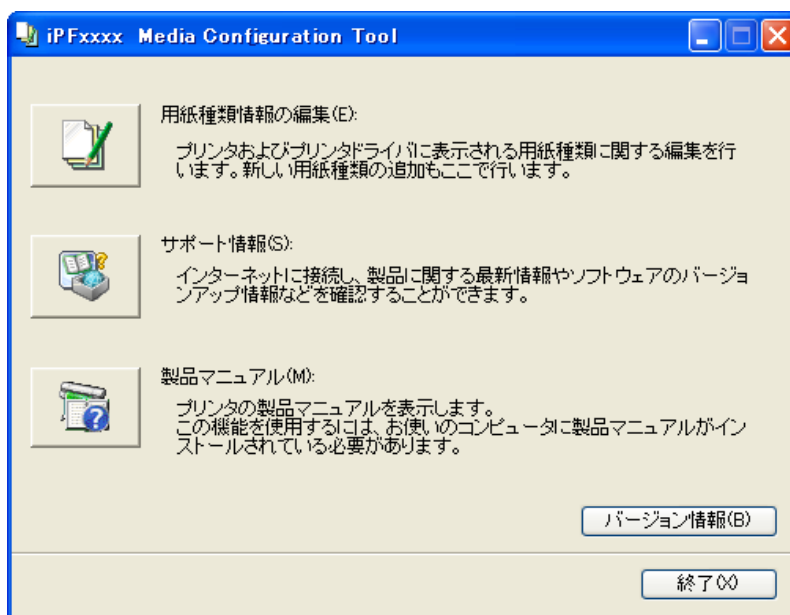 iPFxxxx Media Configuration Tool
用紙種類情報の編集(E):
プリンタおよびプリンタドライバに表示される用紙種類に関する編集を行
います。新しい用紙種類の追加もここで行います。
サポート情報(S):
インターネットに接続し、製品に関する最新情報やソフトウェアのバージョ
ンアップ情報などを確認することができます。
製品マニュアル(M):
プリンタの製品マニュアルを表示します。
この機能を使用するには、お使いのコンピュータに製品マニュアルがイン
ストールされている必要があります。
バージョン情報(B)
終了(X)